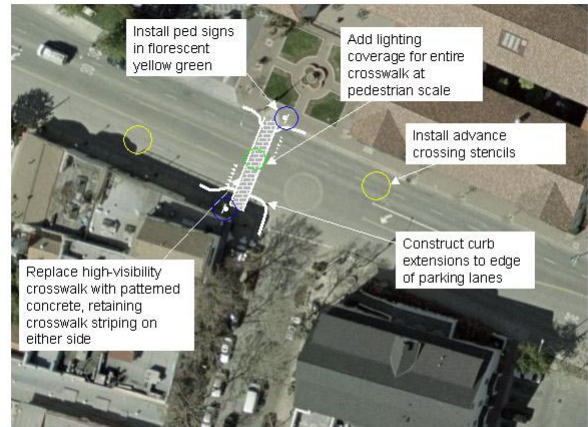 Install ped signs
in florescent
yellow green
Add lighting
coverage for entire
crosswalk at
pedestrian scale
Install advance
crossing stencils
Construct curb
extensions to edge
of parking lanes
Replace high-visibility
crosswalk with patterned
concrete, retaining
crosswalk striping on
either side